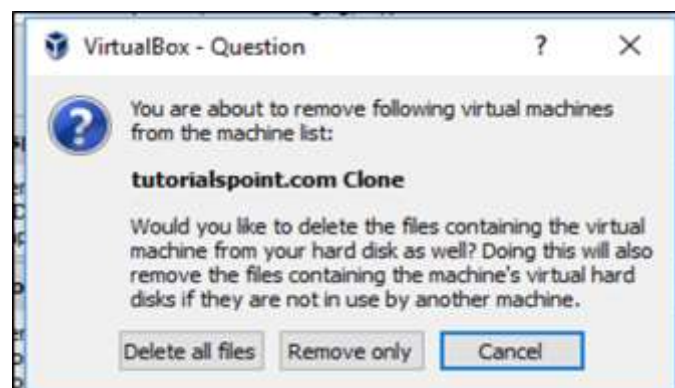 VirtualBox - Question
You are about to remove following virtual machines
from the machine list:
tutorialspoint.com Clone
Would you like to delete the files containing the virtual
machine from your hard disk as well? Doing this will also
remove the files containing the machine's virtual hard
disks if they are not in use by another machine.
Delete all files Remove only Cancel